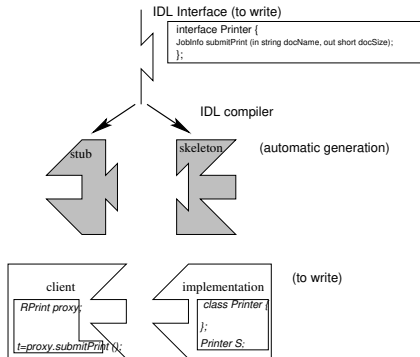 IDL Interface (to write)
interface Printer {
JobInfo submitPrint (in string docName, out short docSize);
};
IDL compiler
stub
skeleton
(automatic generation)
client
implementation
(to write)
RPrint proxy;
t=proxy.submitPrint ();
class Printer {
};
Printer S;